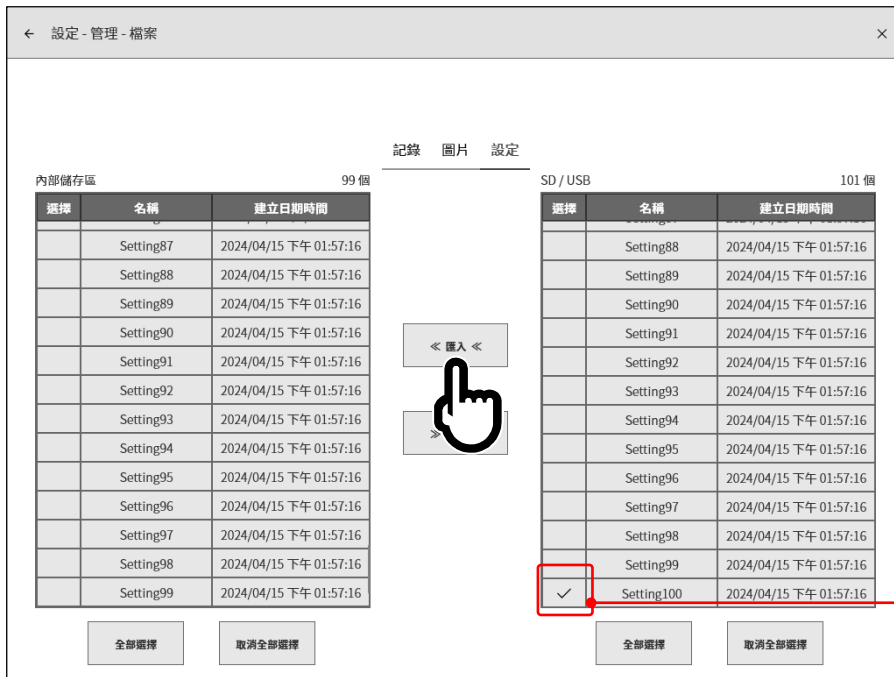 ← 設定 - 管理 - 檔案 ×
記錄 圖片 設定
內部儲存區 99 個
選擇 名稱 建立日期時間
Setting87 2024/04/15 下午 01:57:16
Setting88 2024/04/15 下午 01:57:16
Setting89 2024/04/15 下午 01:57:16
Setting90 2024/04/15 下午 01:57:16
Setting91 2024/04/15 下午 01:57:16
Setting92 2024/04/15 下午 01:57:16
Setting93 2024/04/15 下午 01:57:16
Setting94 2024/04/15 下午 01:57:16
Setting95 2024/04/15 下午 01:57:16
Setting96 2024/04/15 下午 01:57:16
Setting97 2024/04/15 下午 01:57:16
Setting98 2024/04/15 下午 01:57:16
Setting99 2024/04/15 下午 01:57:16
全部選擇 取消全部選擇
≪ 匯入 ≪
≫
SD / USB 101 個
選擇 名稱 建立日期時間
Setting88 2024/04/15 下午 01:57:16
Setting89 2024/04/15 下午 01:57:16
Setting90 2024/04/15 下午 01:57:16
Setting91 2024/04/15 下午 01:57:16
Setting92 2024/04/15 下午 01:57:16
Setting93 2024/04/15 下午 01:57:16
Setting94 2024/04/15 下午 01:57:16
Setting95 2024/04/15 下午 01:57:16
Setting96 2024/04/15 下午 01:57:16
Setting97 2024/04/15 下午 01:57:16
Setting98 2024/04/15 下午 01:57:16
Setting99 2024/04/15 下午 01:57:16
✓ Setting100 2024/04/15 下午 01:57:16
全部選擇 取消全部選擇